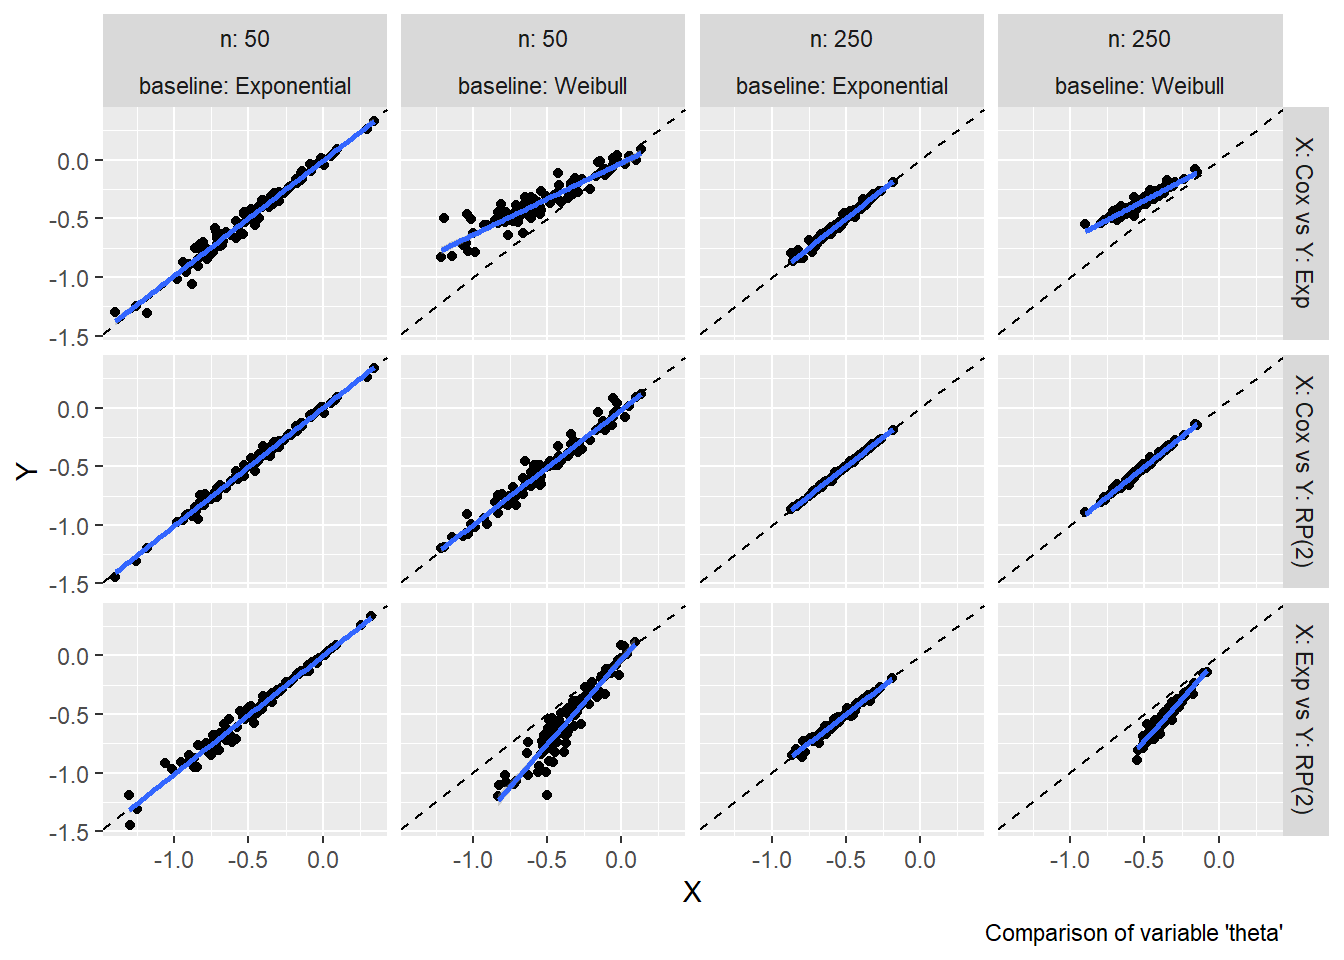 n: 50
n: 50
n: 250
n: 250
baseline: Exponential
baseline: Weibull
baseline: Exponential
baseline: Weibull
0.0
-0.5
-1.0
-1.5
X: Cox vs Y: Exp
0.0
-0.5
-1.0
-1.5
X: Cox vs Y: RP(2)
Y
0.0
-0.5
-1.0
-1.5
X: Exp vs Y: RP(2)
-1.0
-0.5
0.0
-1.0
-0.5
0.0
-1.0
-0.5
0.0
-1.0
-0.5
0.0
X
Comparison of variable 'theta'